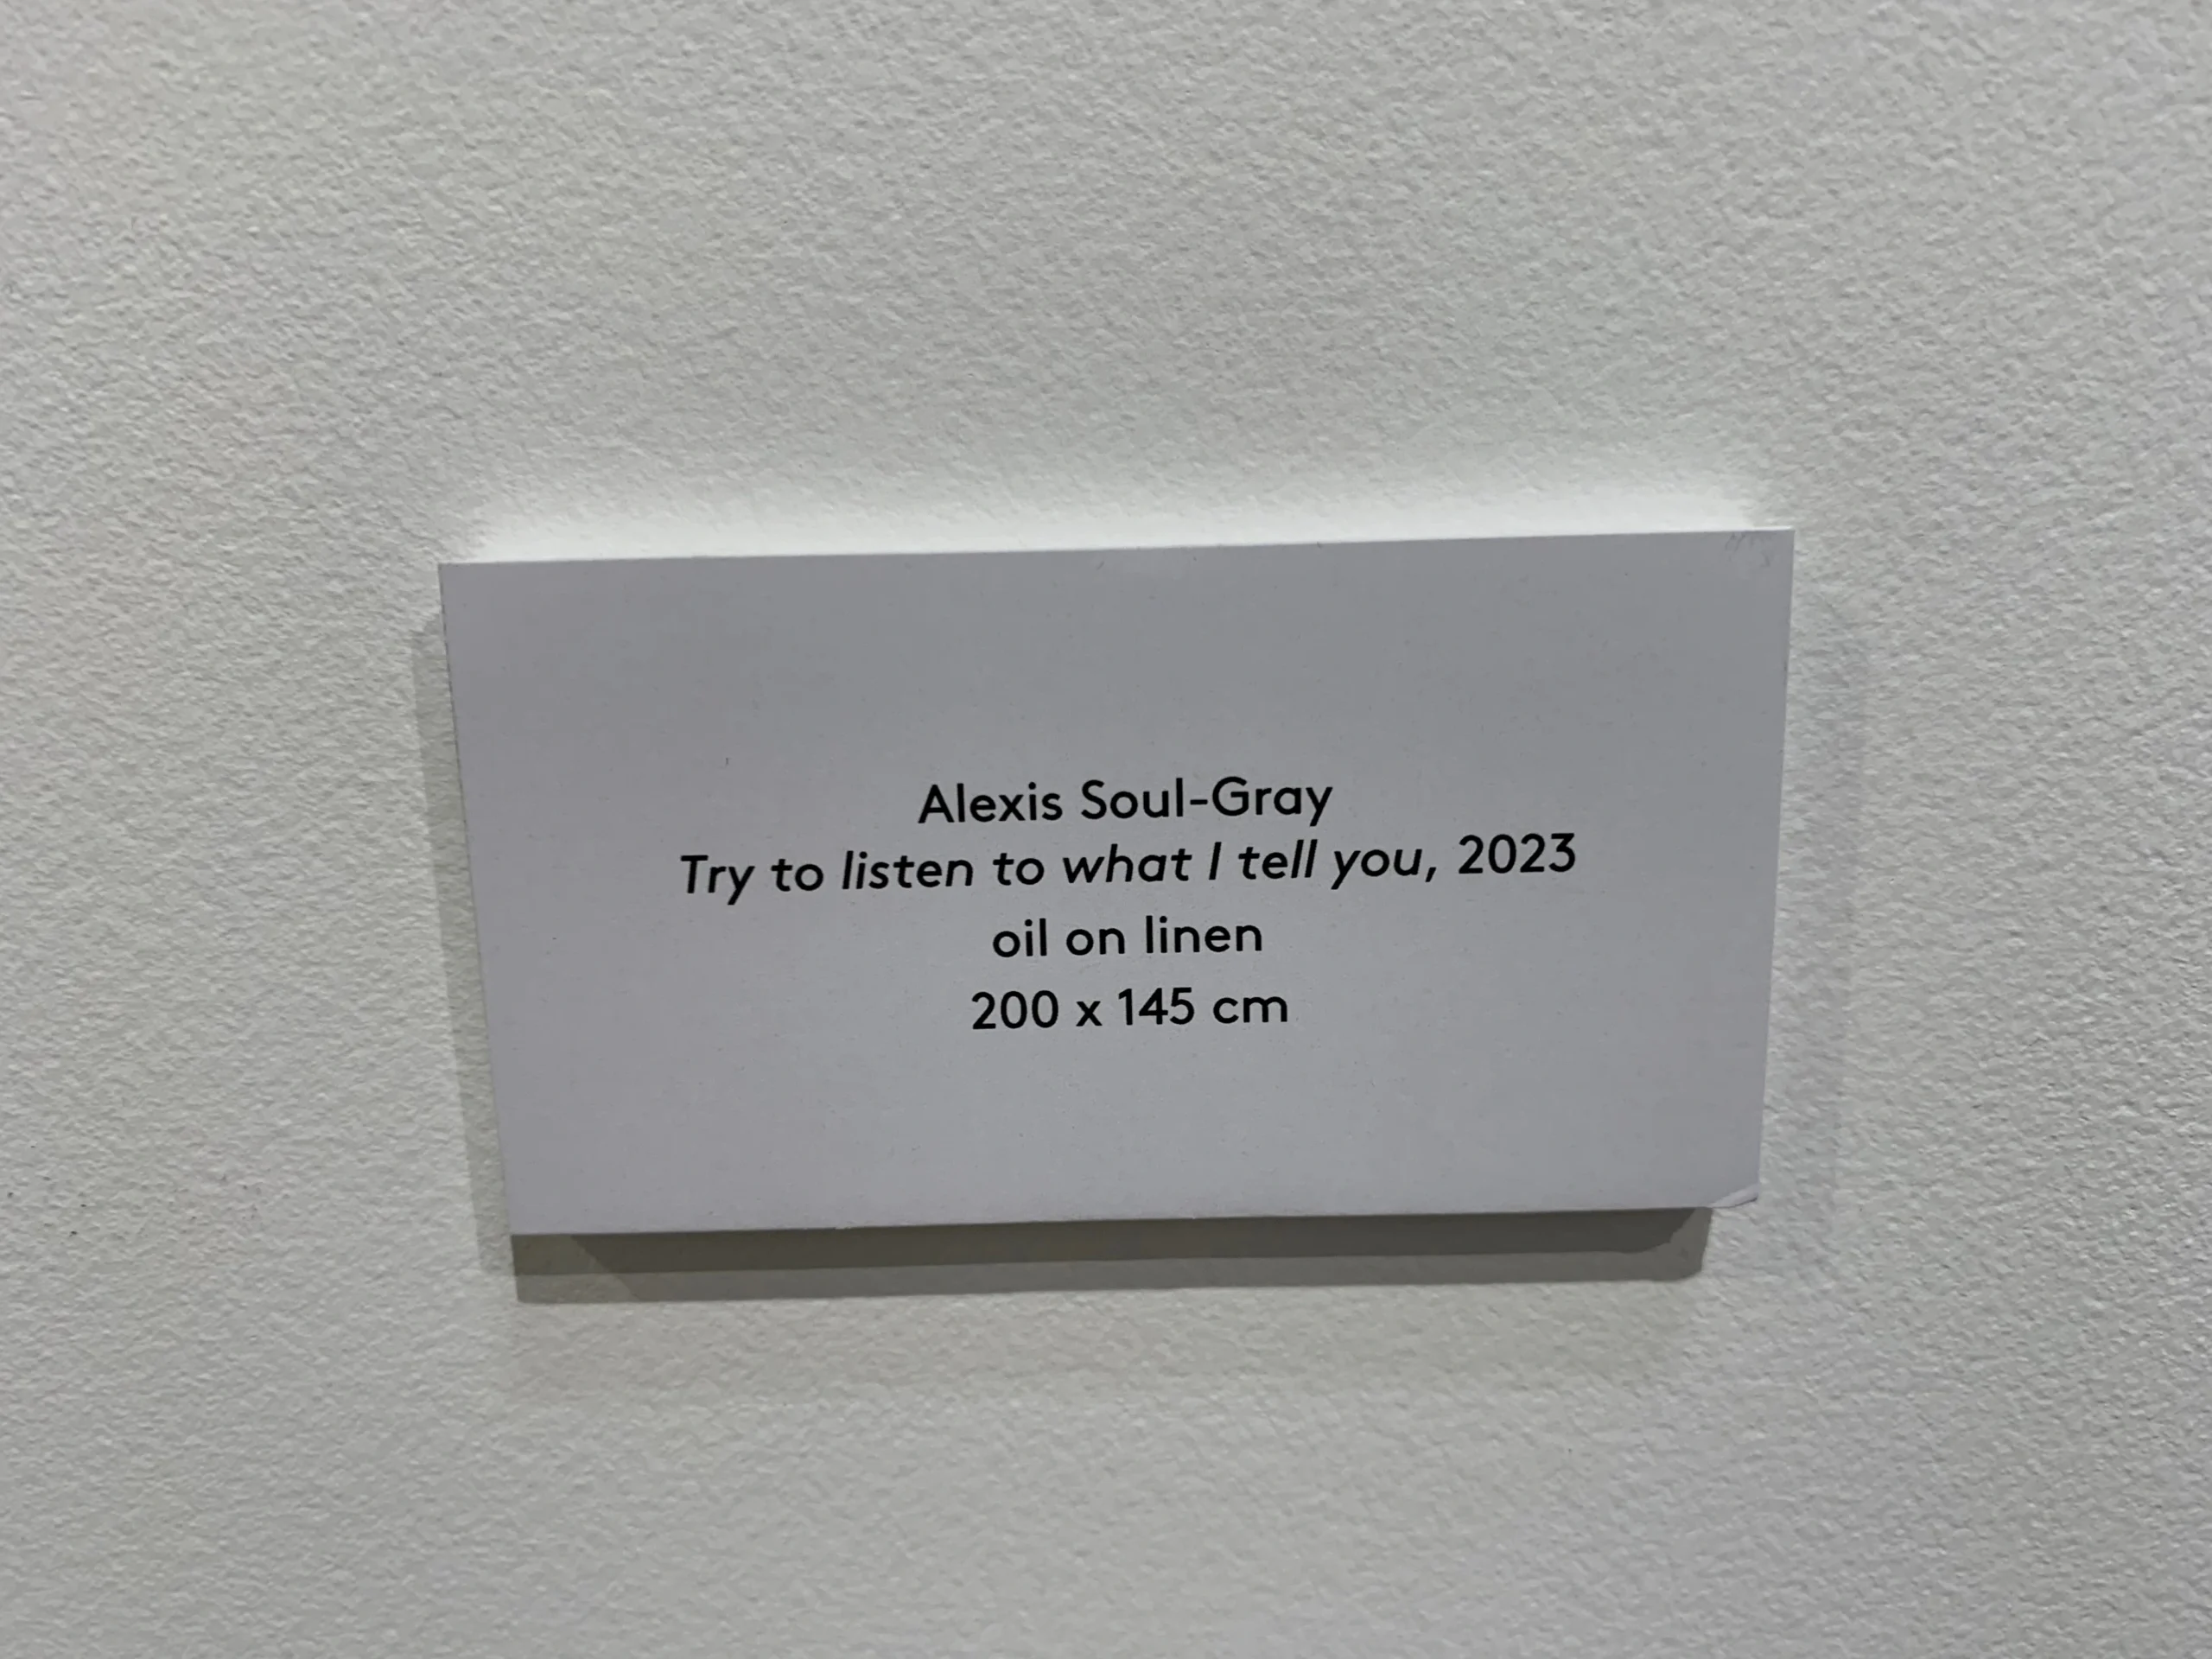 Alexis Soul-Gray
Try to listen to what I tell you, 2023
oil on linen
200 x 145 cm